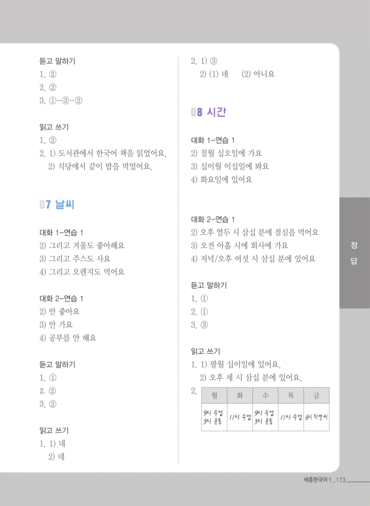 듣고 말하기
1. ②
2. ②
3. ①-③-②
읽고 쓰기
1. ②
2. 1) 도서관에서 한국어 책을 읽었어요.
2) 식당에서 같이 밥을 먹었어요.
07 날씨
대화 1-연습 1
2) 그리고 겨울도 좋아해요
3) 그리고 주스도 사요
4) 그리고 오렌지도 먹어요
대화 2-연습 1
2) 안 좋아요
3) 안 가요
4) 공부를 안 해요
듣고 말하기
1. ①
2. ②
3. ②
읽고 쓰기
1. 1) 네
2) 네
2. 1) ③
2) (1) 네 (2) 아니요
08 시간
대화 1-연습 1
2) 칠월 십오일에 가요
3) 십이월 이십일에 봐요
4) 화요일에 있어요
대화 2-연습 1
2) 오후 열두 시 삼십 분에 점심을 먹어요
3) 오전 아홉 시에 회사에 가요
4) 저녁/오후 여섯 시 삼십 분에 있어요
듣고 말하기
1. ①
2. ①
3. ③
읽고 쓰기
1. 1) 팔월 십이일에 있어요.
2) 오후 세 시 삼십 분에 있어요.
2.
월 화 수 목 금
9시 수업 11시 수업 9시 수업 11시 수업
3시 운동 3시 운동
정
답
세종한국어 1_ 173